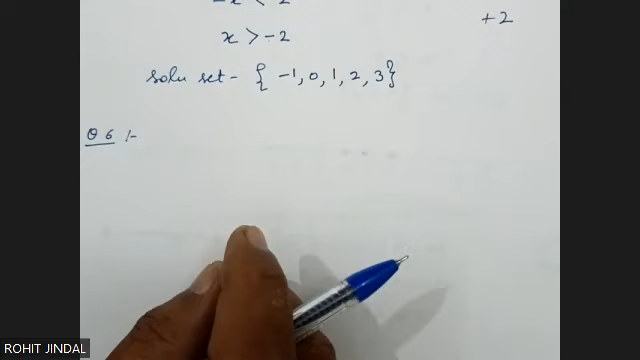 x > -2
+2
solu set - { -1, 0, 1, 2, 3}
Q 6 :-
ROHIT JINDAL